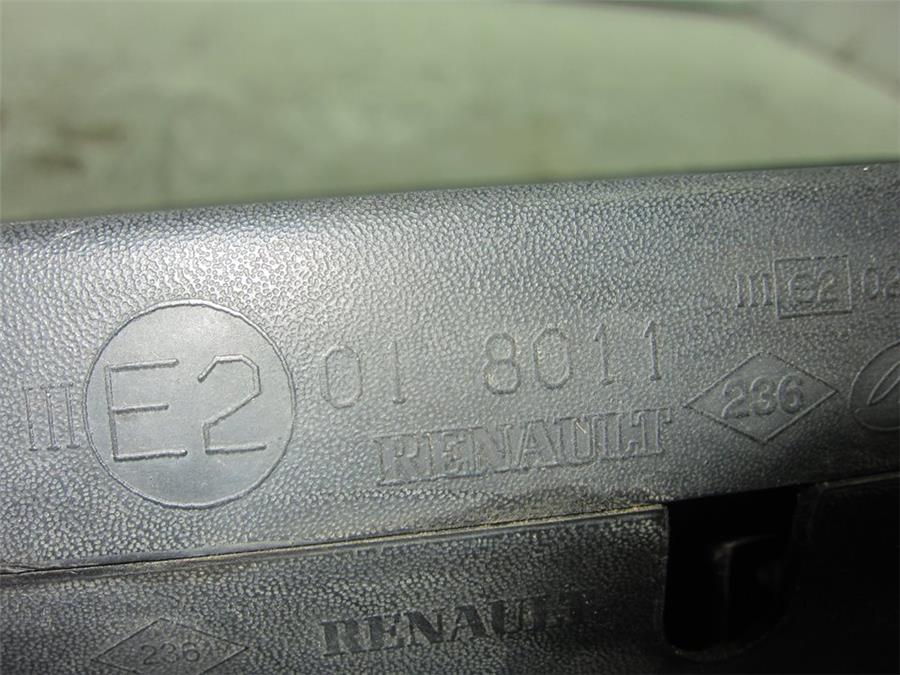 III E2 02
III E2 01 8011
RENAULT 236
RENAULT
236